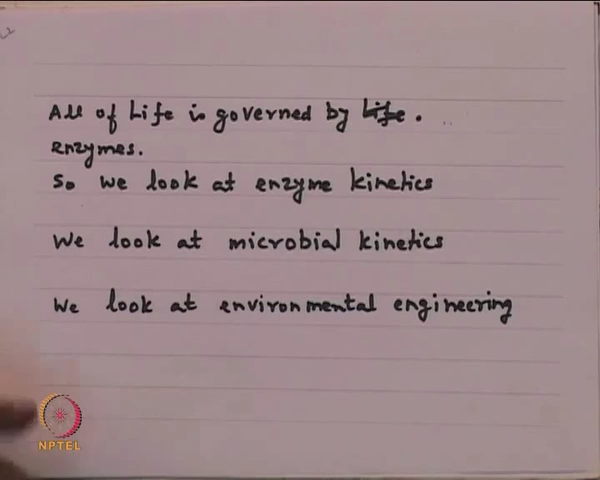 All of Life is governed by Life.
enzymes.
So we look at enzyme kinetics
We look at microbial kinetics
We look at environmental engineering
NPTEL